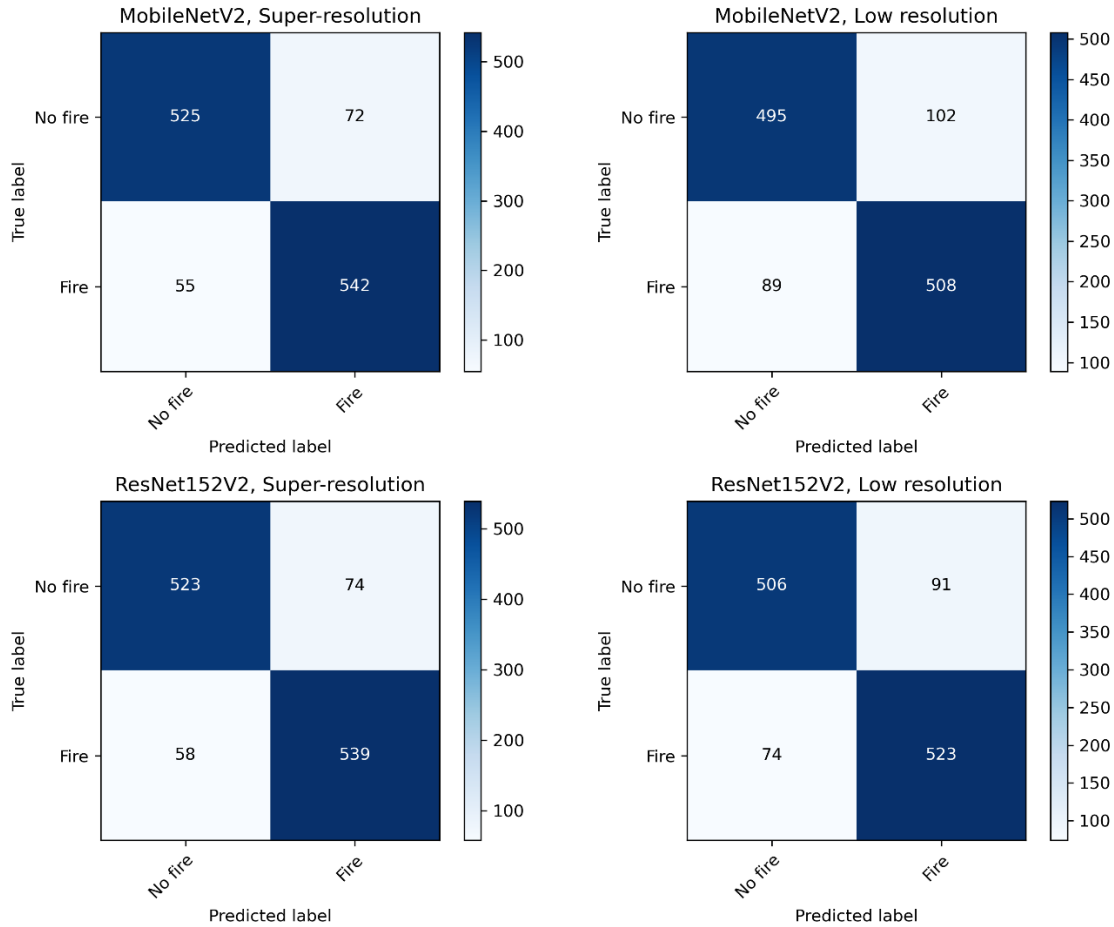 MobileNetV2, Super-resolution
No fire
Fire
True label
525
72
55
542
No fire
Fire
Predicted label
500
400
300
200
100
MobileNetV2, Low resolution
No fire
Fire
True label
495
102
89
508
No fire
Fire
Predicted label
500
450
400
350
300
250
200
150
100
ResNet152V2, Super-resolution
No fire
Fire
True label
523
74
58
539
No fire
Fire
Predicted label
500
400
300
200
100
ResNet152V2, Low resolution
No fire
Fire
True label
506
91
74
523
No fire
Fire
Predicted label
500
450
400
350
300
250
200
150
100